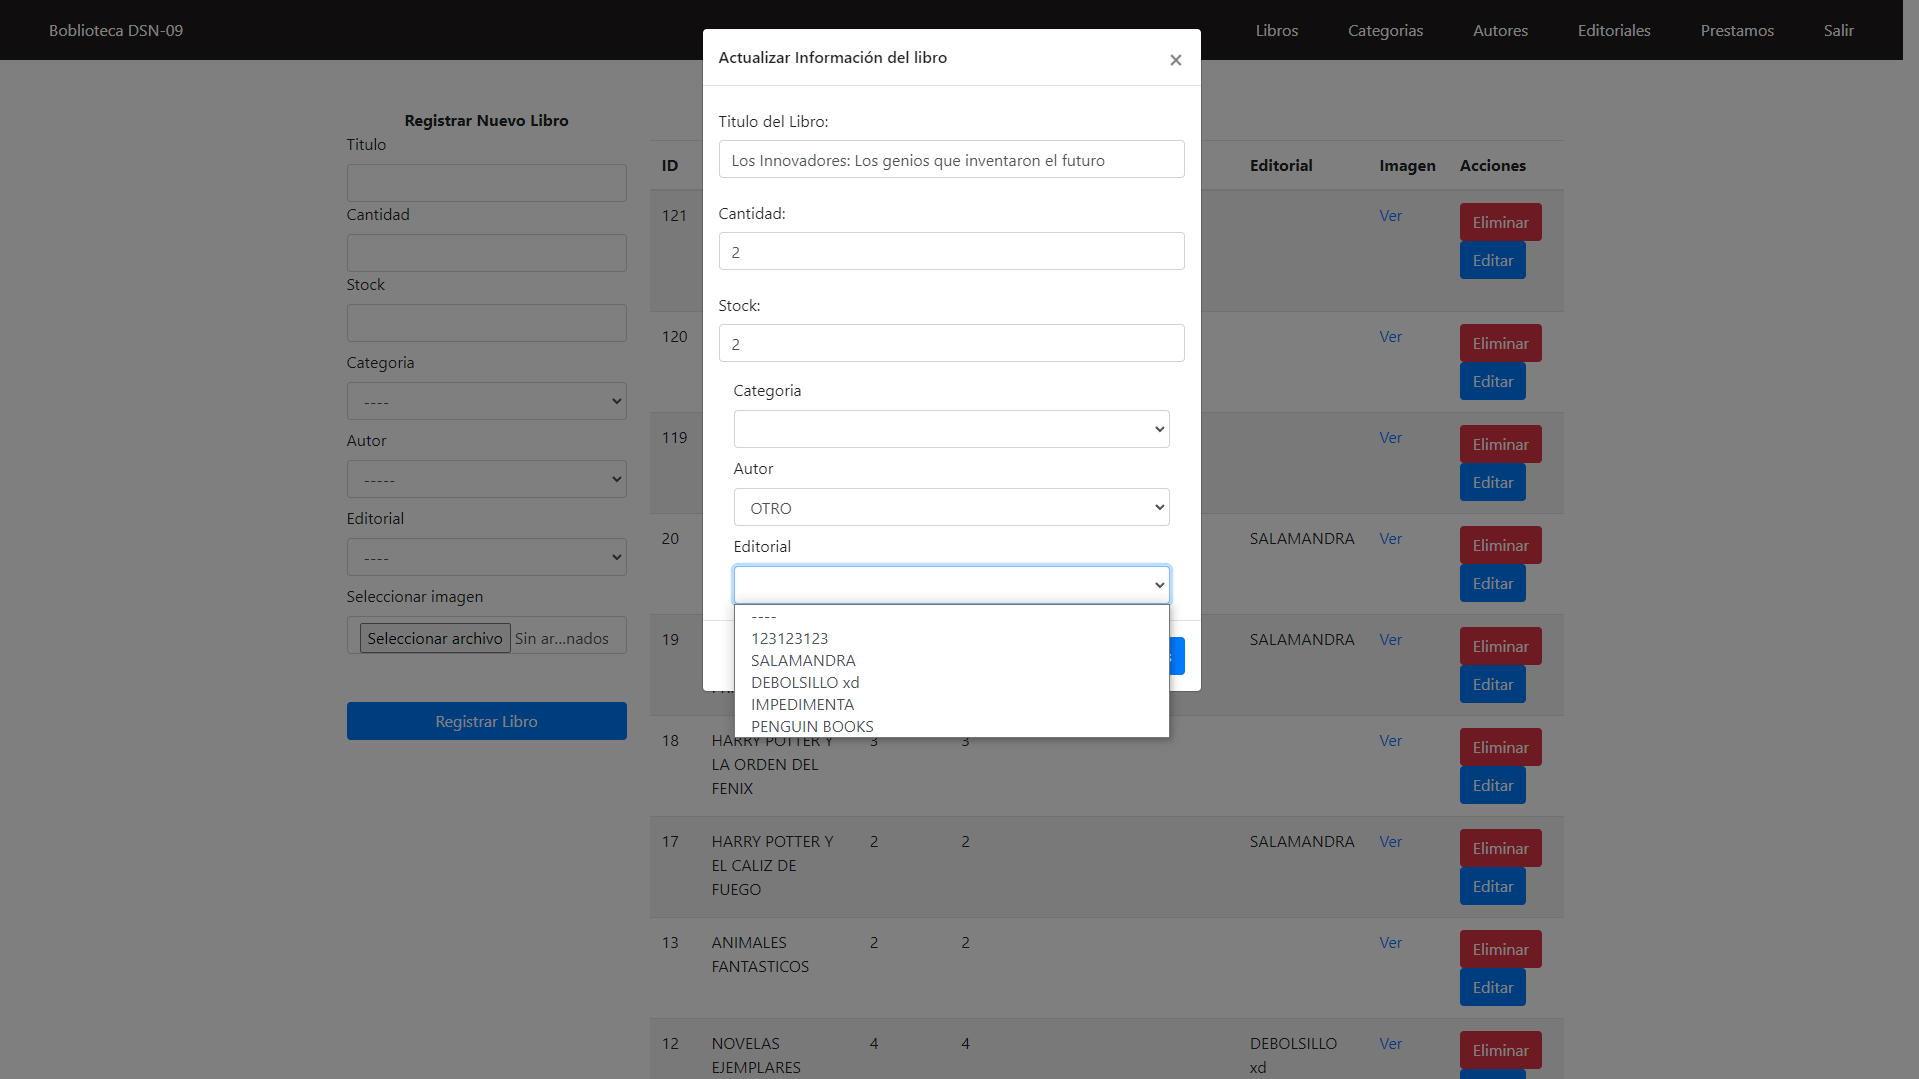 Boblioteca DSN-09
Libros
Categorias
Autores
Editoriales
Prestamos
Salir
Registrar Nuevo Libro
Titulo
Cantidad
Stock
Categoria
----
Autor
-----
Editorial
----
Seleccionar imagen
Seleccionar archivo Sin ar...nados
Registrar Libro
Actualizar Información del libro
×
Titulo del Libro:
Los Innovadores: Los genios que inventaron el futuro
Cantidad:
2
Stock:
2
Categoria
Autor
OTRO
Editorial
----
123123123
SALAMANDRA
DEBOLSILLO xd
IMPEDIMENTA
PENGUIN BOOKS
ID Editorial Imagen Acciones
121 Ver Eliminar
Editar
120 Ver Eliminar
Editar
119 Ver Eliminar
Editar
20 SALAMANDRA Ver Eliminar
Editar
19 SALAMANDRA Ver Eliminar
Editar
18 HARRY POTTER Y 3 3 Ver Eliminar
LA ORDEN DEL Editar
FENIX
17 HARRY POTTER Y 2 2 SALAMANDRA Ver Eliminar
EL CALIZ DE Editar
FUEGO
13 ANIMALES 2 2 Ver Eliminar
FANTASTICOS Editar
12 NOVELAS 4 4 DEBOLSILLO Ver Eliminar
EJEMPLARES xd